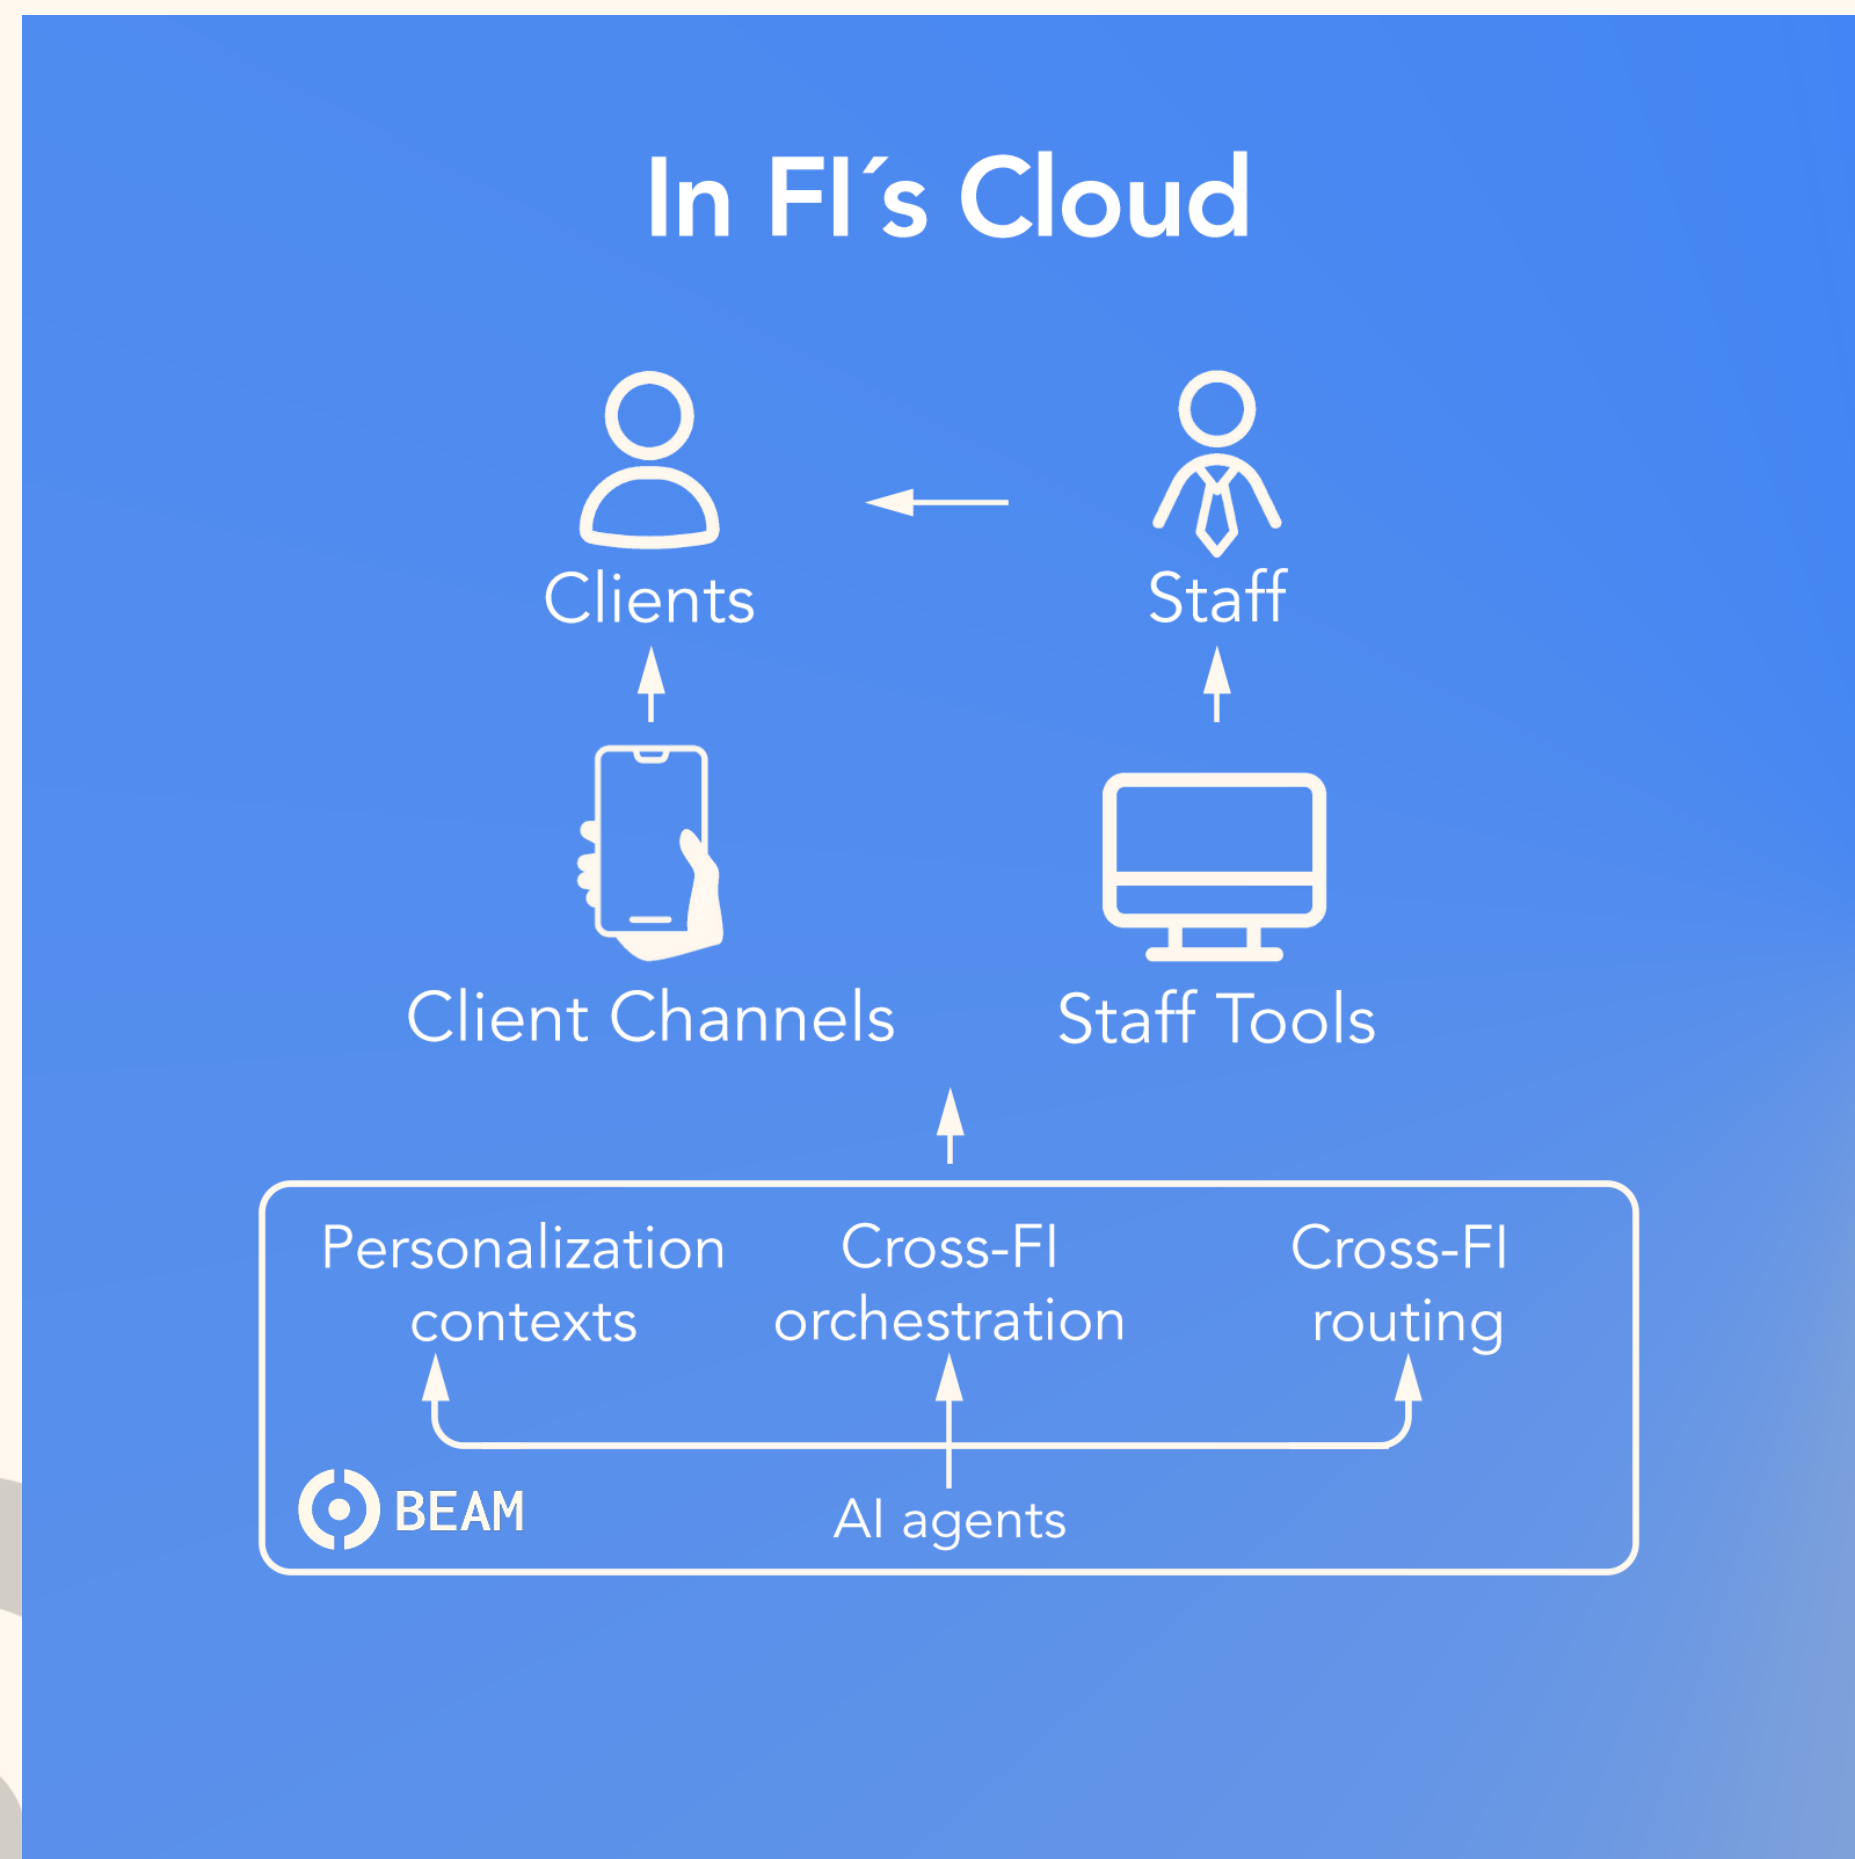 In FI´s Cloud
Clients
Staff
Client Channels
Staff Tools
Personalization
contexts
Cross-FI
orchestration
Cross-FI
routing
BEAM
AI agents